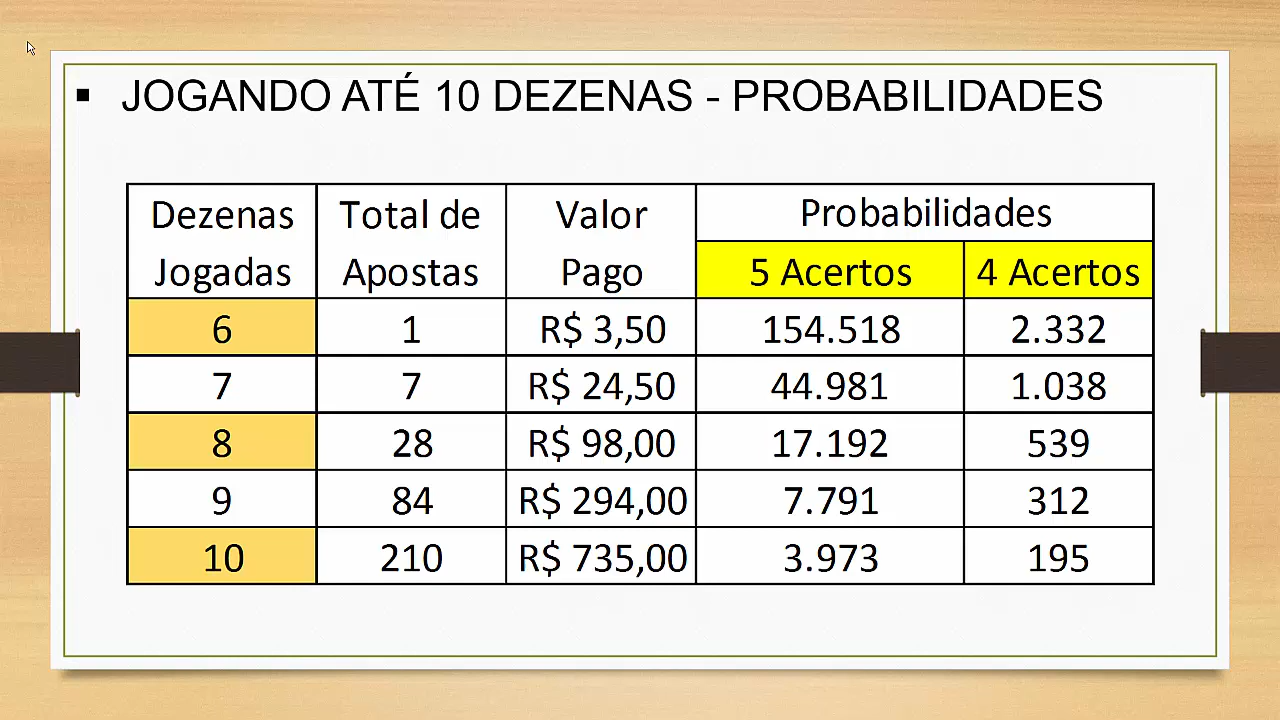 ▪ JOGANDO ATÉ 10 DEZENAS - PROBABILIDADES
Dezenas Jogadas | Total de Apostas | Valor Pago | Probabilidades
5 Acertos | 4 Acertos
6 | 1 | R$ 3,50 | 154.518 | 2.332
7 | 7 | R$ 24,50 | 44.981 | 1.038
8 | 28 | R$ 98,00 | 17.192 | 539
9 | 84 | R$ 294,00 | 7.791 | 312
10 | 210 | R$ 735,00 | 3.973 | 195